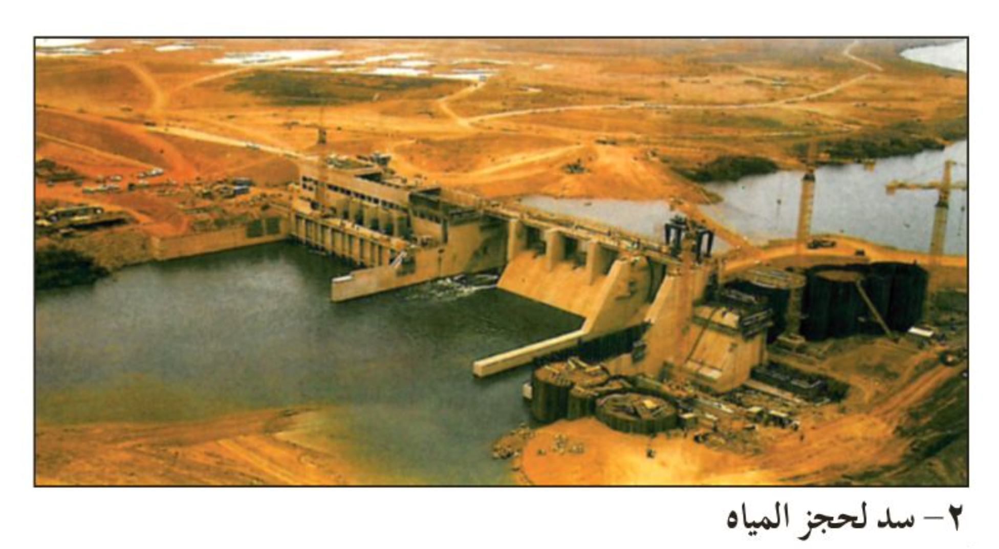 ٢ – سد لحجز المياه